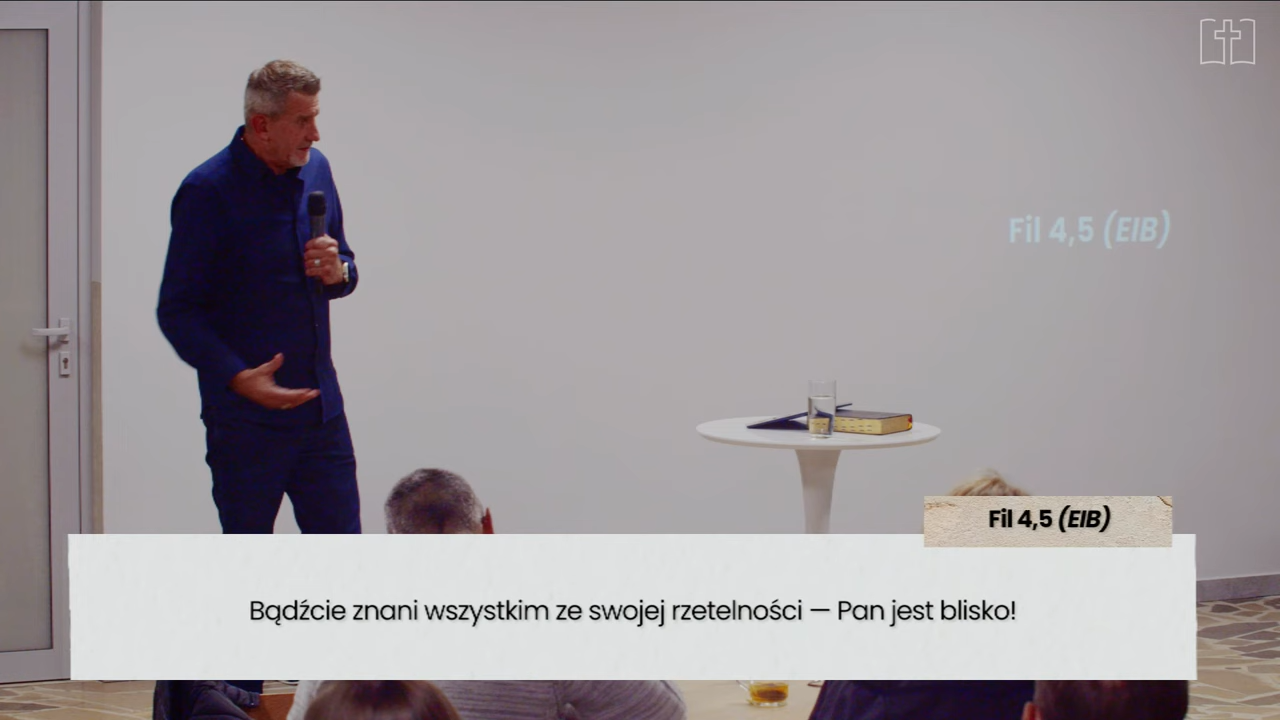 Fil 4,5 (EIB)
Fil 4,5 (EIB)
Bądźcie znani wszystkim ze swojej rzetelności — Pan jest blisko!